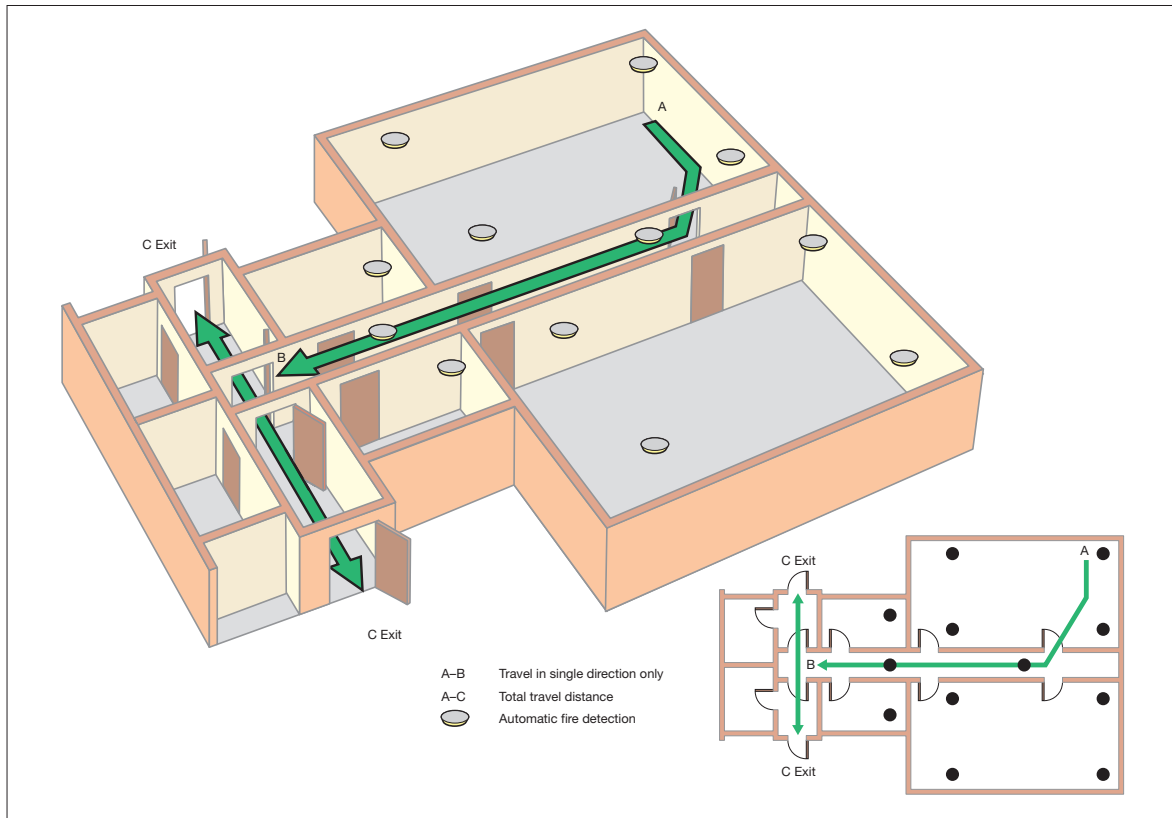 A
C Exit
B
C Exit
A–B Travel in single direction only
A–C Total travel distance
Automatic fire detection
C Exit
A
B
C Exit